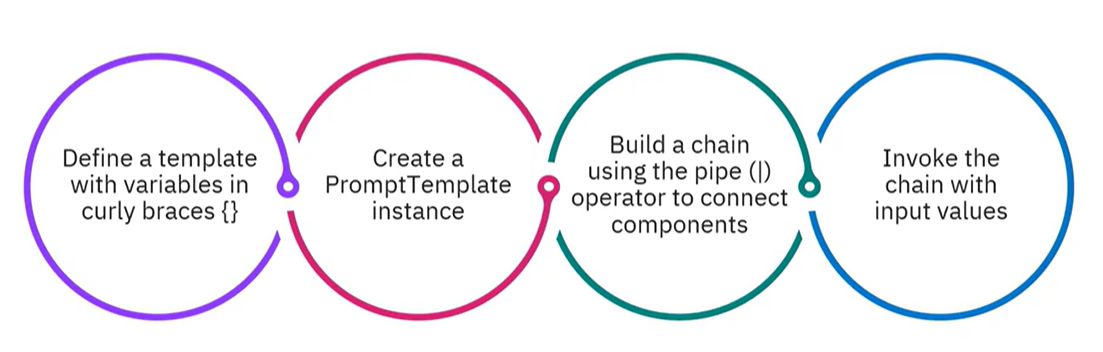 Define a template
with variables in
curly braces {}
Create a
PromptTemplate
instance
Build a chain
using the pipe (|)
operator to connect
components
Invoke the
chain with
input values